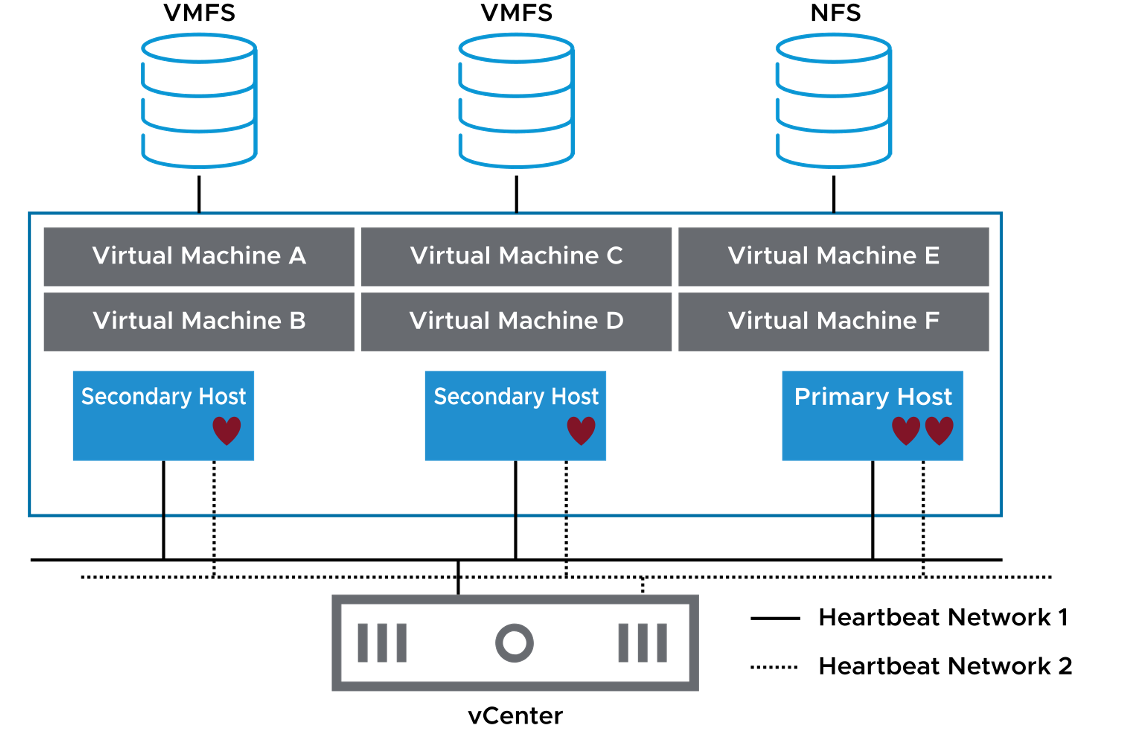 VMFS
VMFS
NFS
Virtual Machine A
Virtual Machine C
Virtual Machine E
Virtual Machine B
Virtual Machine D
Virtual Machine F
Secondary Host
Secondary Host
Primary Host
Heartbeat Network 1
Heartbeat Network 2
vCenter